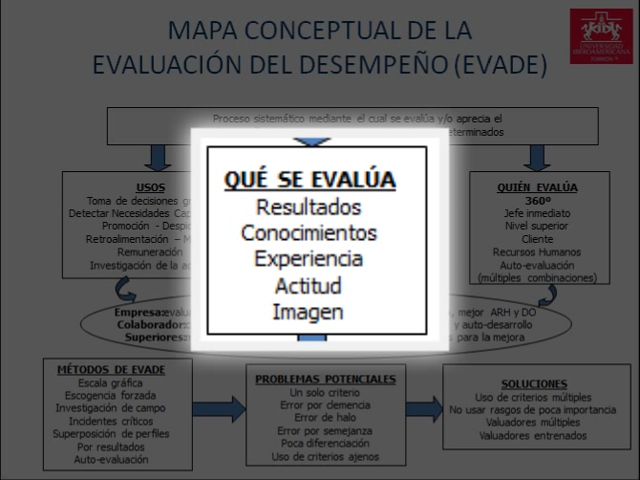 MAPA CONCEPTUAL DE LA
EVALUACIÓN DEL DESEMPEÑO (EVADE)
UNIVERSIDAD
IBEROAMERICANA
Proceso sistemático mediante el cual se evalúa y/o aprecia el
USOS
Toma de decisiones
Detectar Necesidades
Promoción -
Retroalimentación –
Remuneración
Investigación de la
QUÉ SE EVALÚA
Resultados
Conocimientos
Experiencia
Actitud
Imagen
QUIÉN EVALÚA
360º
Jefe inmediato
Nivel superior
Cliente
Recursos Humanos
Auto-evaluación
(múltiples combinaciones)
Empresa: mejor ARH y DO
Colaborador: y auto-desarrollo
Superiores: para la mejora
MÉTODOS DE EVADE
Escala gráfica
Escogencia forzada
Investigación de campo
Incidentes críticos
Superposición de perfiles
Por resultados
Auto-evaluación
PROBLEMAS POTENCIALES
Un solo criterio
Error por clemencia
Error de halo
Error por semejanza
Poca diferenciación
Uso de criterios ajenos
SOLUCIONES
Uso de criterios múltiples
No usar rasgos de poca importancia
Valuadores múltiples
Valuadores entrenados